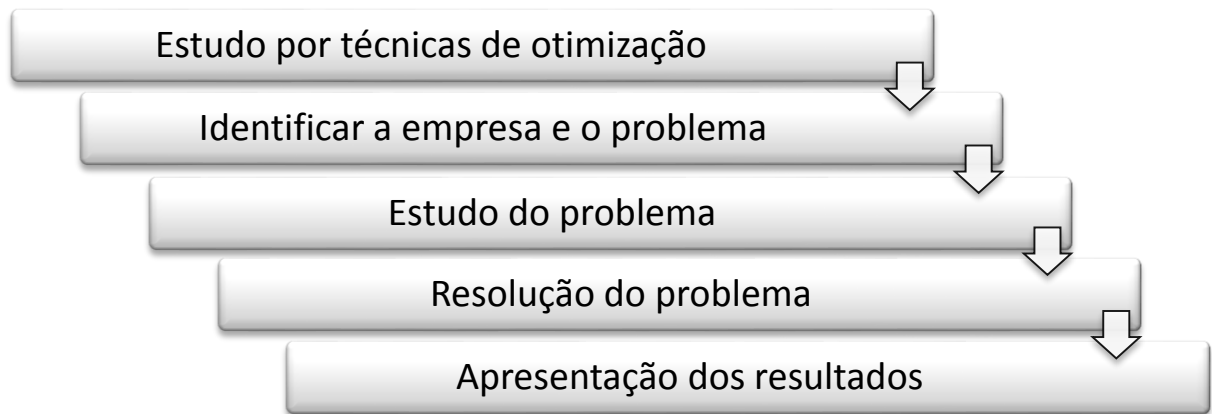 Estudo por técnicas de otimização
Identificar a empresa e o problema
Estudo do problema
Resolução do problema
Apresentação dos resultados